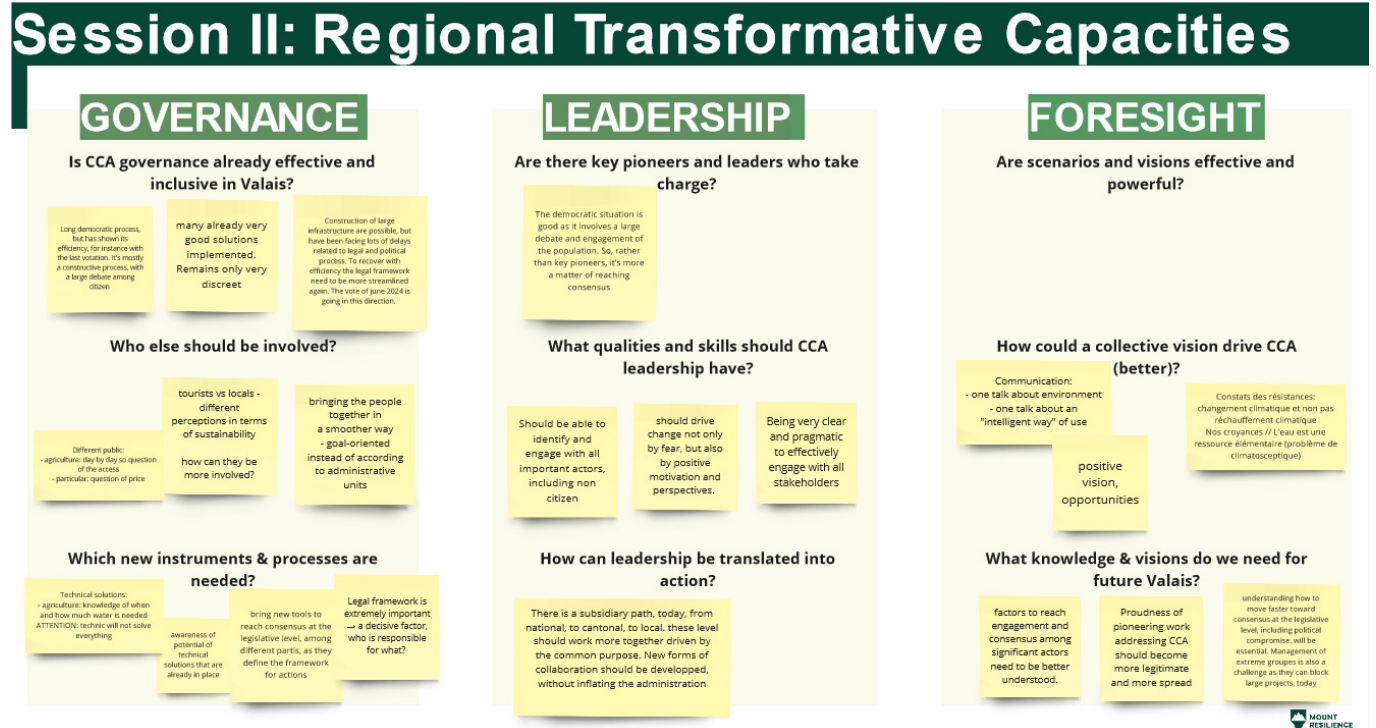 Session II: Regional Transformative Capacities
GOVERNANCE
Is CCA governance already effective and
inclusive in Valais?
Long democratic process,
but has shown its
efficiency, for instance with
the last votation. It's mostly
a constructive process, with
a large debate among
citizen
many already very
good solutions
implemented.
Remains only very
discreet
Construction of large
infrastructure are possible, but
have been facing lots of delays
related to legal and political
process. To recover with
efficiency the legal framework
need to be more streamlined
again. The vote of june 2024 is
going in this direction.
Who else should be involved?
Different public:
- agriculture: day by day so question
of the access
- particular: question of price
tourists vs locals -
different
perceptions in terms
of sustainability
how can they be
more involved?
bringing the people
together in
a smoother way
- goal-oriented
instead of according
to administrative
units
Which new instruments & processes are
needed?
Technical solutions:
- agriculture: knowledge of when
and how much water is needed
ATTENTION: technic will not solve
everything
awareness of
potential of
technical
solutions that are
already in place
bring new tools to
reach consensus at the
legislative level, among
different partis, as they
define the framework
for actions
Legal framework is
extremely important
→ a decisive factor,
who is responsible
for what?
LEADERSHIP
Are there key pioneers and leaders who take
charge?
The democratic situation is
good as it involves a large
debate and engagement of
the population. So, rather
than key pioneers, it's more
a matter of reaching
consensus
What qualities and skills should CCA
leadership have?
Should be able to
identify and
engage with all
important actors,
including non
citizen
should drive
change not only
by fear, but also
by positive
motivation and
perspectives.
Being very clear
and pragmatic
to effectively
engage with all
stakeholders
How can leadership be translated into
action?
There is a subsidiary path, today, from
national, to cantonal, to local. these level
should work more together driven by
the common purpose. New forms of
collaboration should be developped,
without inflating the administration
FORESIGHT
Are scenarios and visions effective and
powerful?
How could a collective vision drive CCA
(better)?
Communication:
- one talk about environment
- one talk about an
"intelligent way" of use
positive
vision,
opportunities
Constats des résistances:
changement climatique et non pas
réchauffement climatique
Nos croyances // L'eau est une
ressource élémentaire (problème de
climatosceptique)
What knowledge & visions do we need for
future Valais?
factors to reach
engagement and
consensus among
significant actors
need to be better
understood.
Proudness of
pioneering work
addressing CCA
should become
more legitimate
and more spread
understanding how to
move faster toward
consensus at the legislative
level, including political
compromise, will be
essential. Management of
extreme groupes is also a
challenge as they can block
large projects, today
MOUNT
RESILIENCE